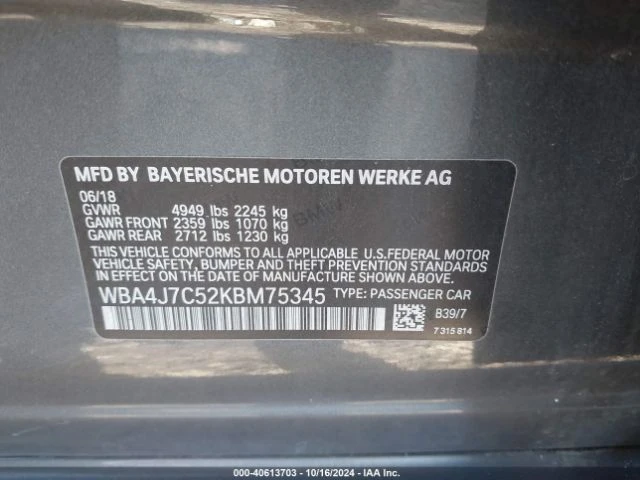 MFD BY BAYERISCHE MOTOREN WERKE AG
06/18
GVWR 4949 lbs 2245 kg
GAWR FRONT 2359 lbs 1070 kg
GAWR REAR 2712 lbs 1230 kg
THIS VEHICLE CONFORMS TO ALL APPLICABLE U.S.FEDERAL MOTOR
VEHICLE SAFETY, BUMPER AND THEFT PREVENTION STANDARDS
IN EFFECT ON THE DATE OF MANUFACTURE SHOWN ABOVE.
WBA4J7C52KBM75345 TYPE: PASSENGER CAR
B39/7
7315814
000-40613703 - 10/16/2024 - IAA Inc.